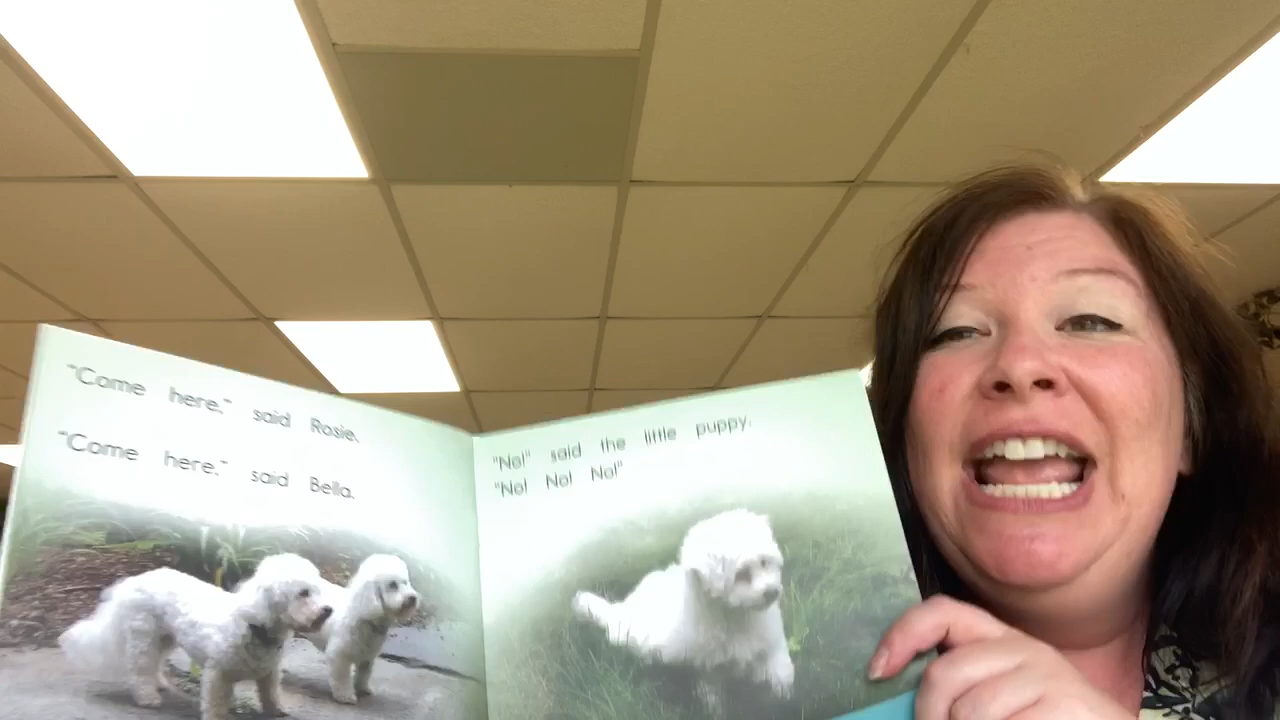 "Come here," said Rosie.
"Come here," said Bella.
"No!" said the little puppy.
"No! No! No!"